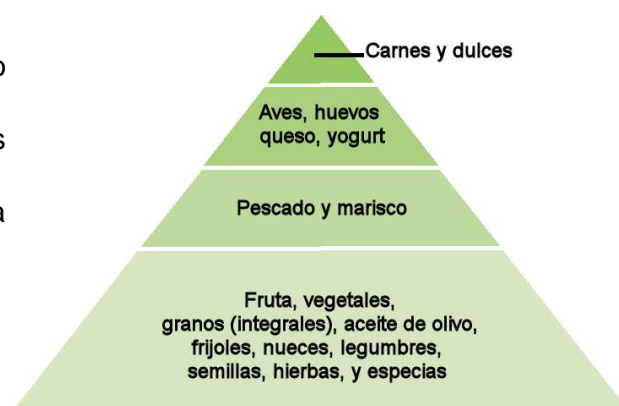 Carnes y dulces
Aves, huevos
queso, yogurt
Pescado y marisco
Fruta, vegetales,
granos (integrales), aceite de olivo,
frijoles, nueces, legumbres,
semillas, hierbas, y especias